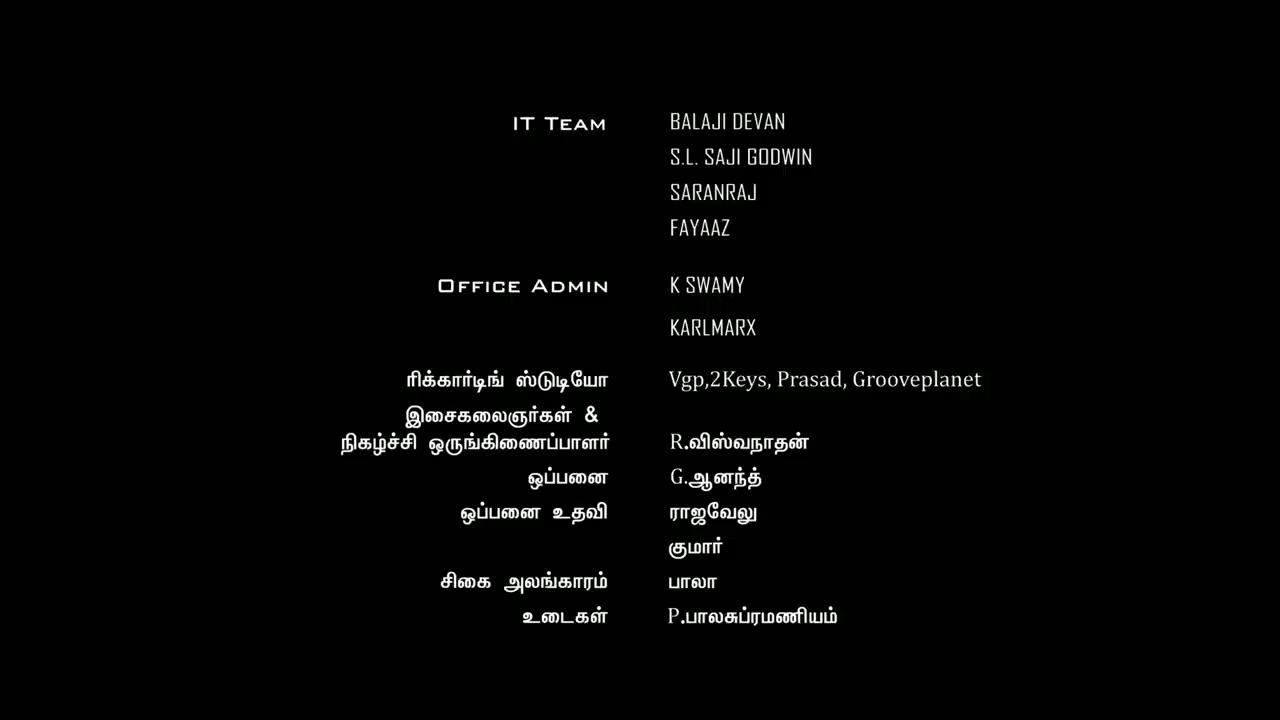 IT TEAM BALAJI DEVAN
S.L. SAJI GODWIN
SARANRAJ
FAYAAZ
OFFICE ADMIN K SWAMY
KARLMARX
ரிக்கார்டிங் ஸ்டுடியோ Vgp,2Keys, Prasad, Grooveplanet
இசைகலைஞர்கள் &
நிகழ்ச்சி ஒருங்கிணைப்பாளர் R.விஸ்வநாதன்
ஒப்பனை G.ஆனந்த்
ஒப்பனை உதவி ராஜவேலு
குமார்
சிகை அலங்காரம் பாலா
உடைகள் P.பாலசுப்ரமணியம்